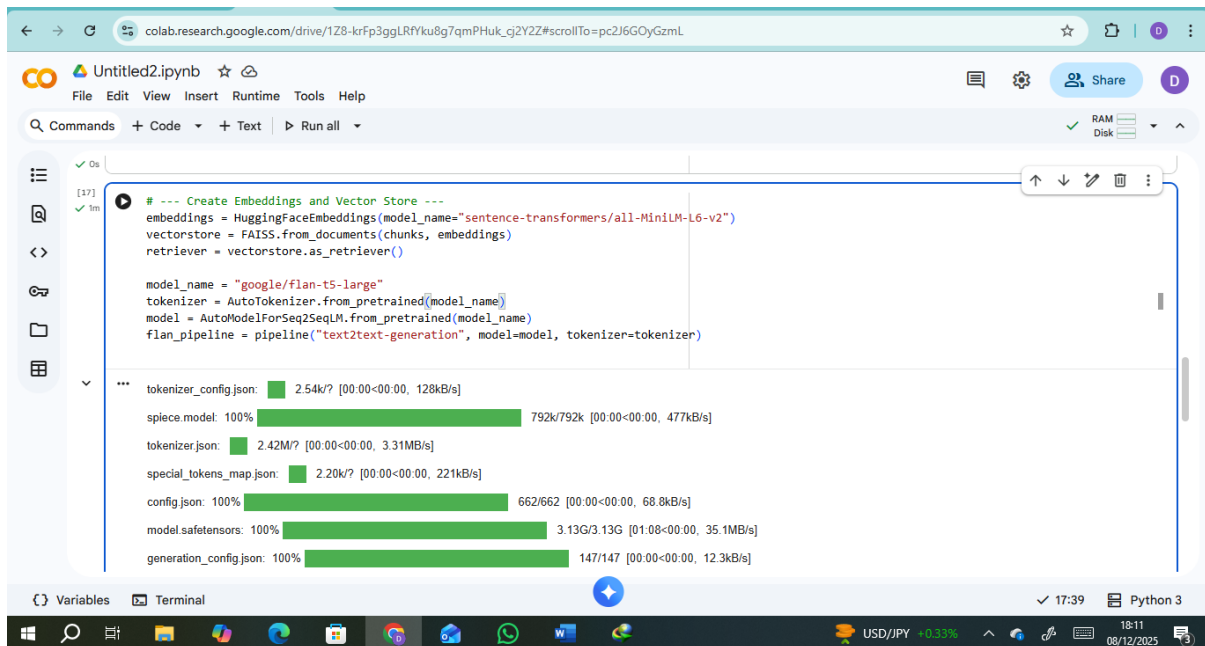 colab.research.google.com/drive/1Z8-krFp3ggLRfYku8g7qmPHuk_cj2Y2Z#scrollTo=pc2J6GOyGzmL
D
CO
Untitled2.ipynb
File Edit View Insert Runtime Tools Help
Share
D
Commands + Code + Text Run all
RAM
Disk
0s
[17]
1m
# --- Create Embeddings and Vector Store ---
embeddings = HuggingFaceEmbeddings(model_name="sentence-transformers/all-MiniLM-L6-v2")
vectorstore = FAISS.from_documents(chunks, embeddings)
retriever = vectorstore.as_retriever()
model_name = "google/flan-t5-large"
tokenizer = AutoTokenizer.from_pretrained(model_name)
model = AutoModelForSeq2SeqLM.from_pretrained(model_name)
flan_pipeline = pipeline("text2text-generation", model=model, tokenizer=tokenizer)
tokenizer_config.json: 2.54k/? [00:00<00:00, 128kB/s]
spiece.model: 100% 792k/792k [00:00<00:00, 477kB/s]
tokenizer.json: 2.42M/? [00:00<00:00, 3.31MB/s]
special_tokens_map.json: 2.20k/? [00:00<00:00, 221kB/s]
config.json: 100% 662/662 [00:00<00:00, 68.8kB/s]
model.safetensors: 100% 3.13G/3.13G [01:08<00:00, 35.1MB/s]
generation_config.json: 100% 147/147 [00:00<00:00, 12.3kB/s]
{} Variables Terminal
17:39 Python 3
USD/JPY +0.33%
18:11
08/12/2025
3